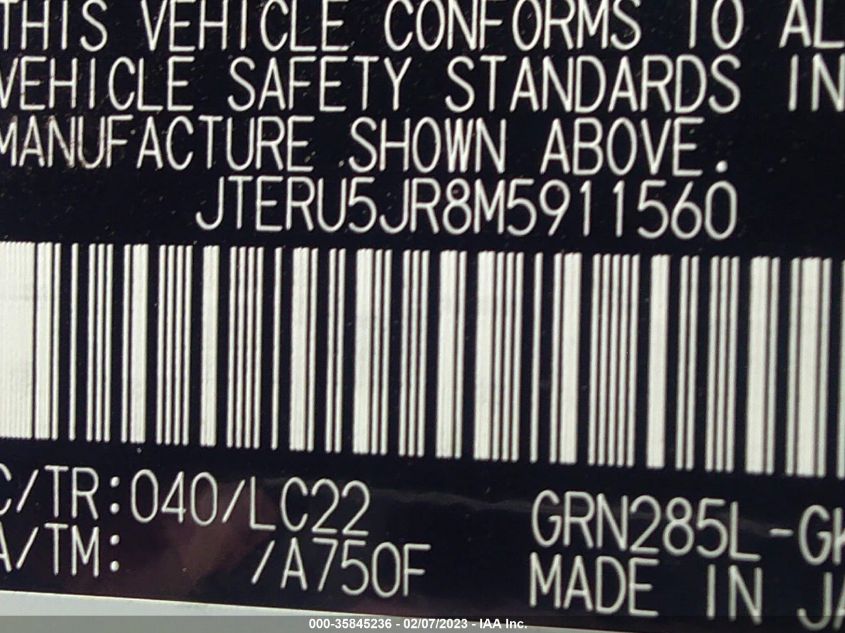 THIS VEHICLE CONFORMS TO AL
VEHICLE SAFETY STANDARDS IN
MANUFACTURE SHOWN ABOVE.
JTERU5JR8M5911560
C/TR:040/LC22 GRN285L-GK
A/TM: /A750F MADE IN JA
000-35845236 - 02/07/2023 - IAA Inc.